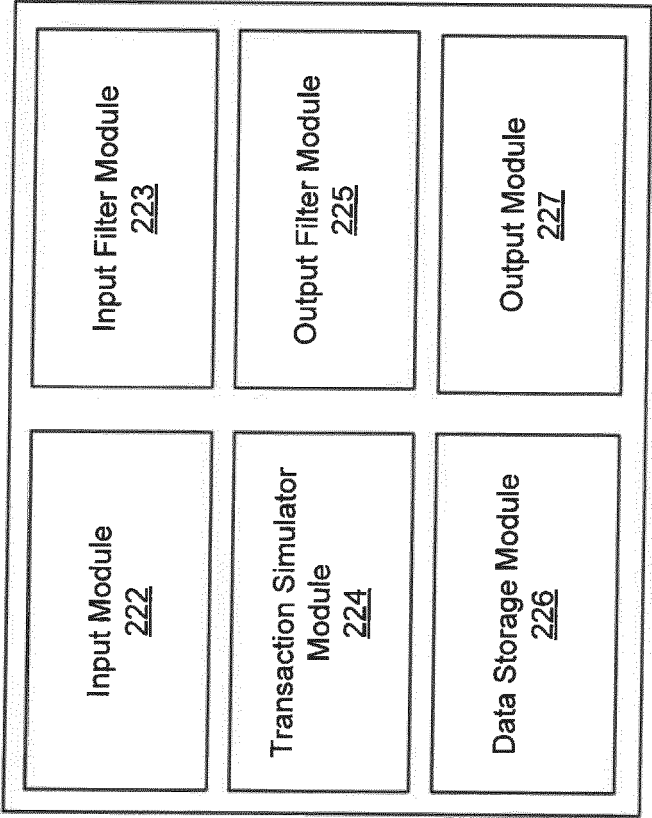 Input Module
222
Input Filter Module
223
Transaction Simulator
Module
224
Output Filter Module
225
Data Storage Module
226
Output Module
227